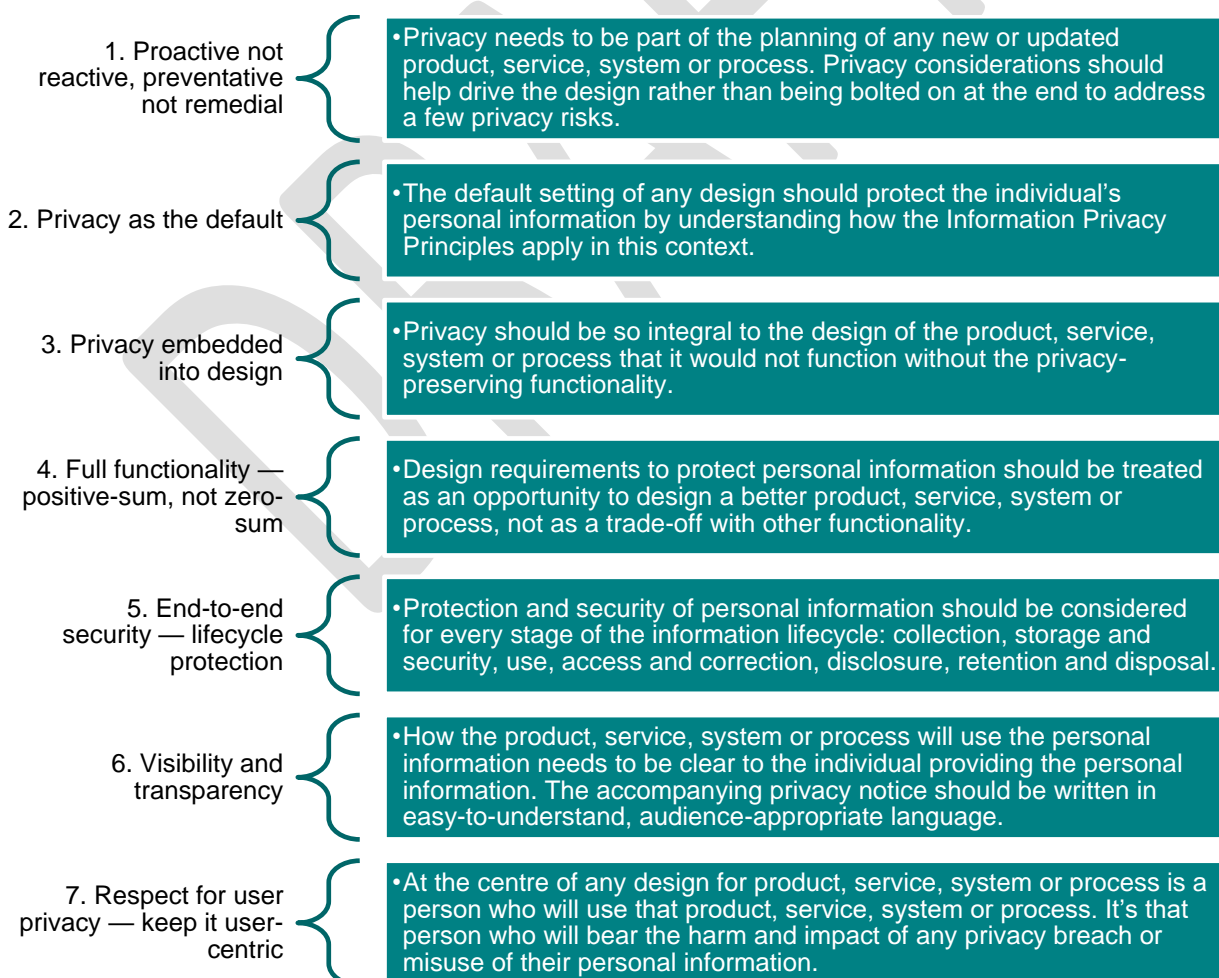 1. Proactive not
reactive, preventative
not remedial
•Privacy needs to be part of the planning of any new or updated
product, service, system or process. Privacy considerations should
help drive the design rather than being bolted on at the end to address
a few privacy risks.
2. Privacy as the default
•The default setting of any design should protect the individual's
personal information by understanding how the Information Privacy
Principles apply in this context.
3. Privacy embedded
into design
•Privacy should be so integral to the design of the product, service,
system or process that it would not function without the privacy-
preserving functionality.
4. Full functionality —
positive-sum, not zero-
sum
•Design requirements to protect personal information should be treated
as an opportunity to design a better product, service, system or
process, not as a trade-off with other functionality.
5. End-to-end
security — lifecycle
protection
•Protection and security of personal information should be considered
for every stage of the information lifecycle: collection, storage and
security, use, access and correction, disclosure, retention and disposal.
6. Visibility and
transparency
•How the product, service, system or process will use the personal
information needs to be clear to the individual providing the personal
information. The accompanying privacy notice should be written in
easy-to-understand, audience-appropriate language.
7. Respect for user
privacy — keep it user-
centric
•At the centre of any design for product, service, system or process is a
person who will use that product, service, system or process. It's that
person who will bear the harm and impact of any privacy breach or
misuse of their personal information.